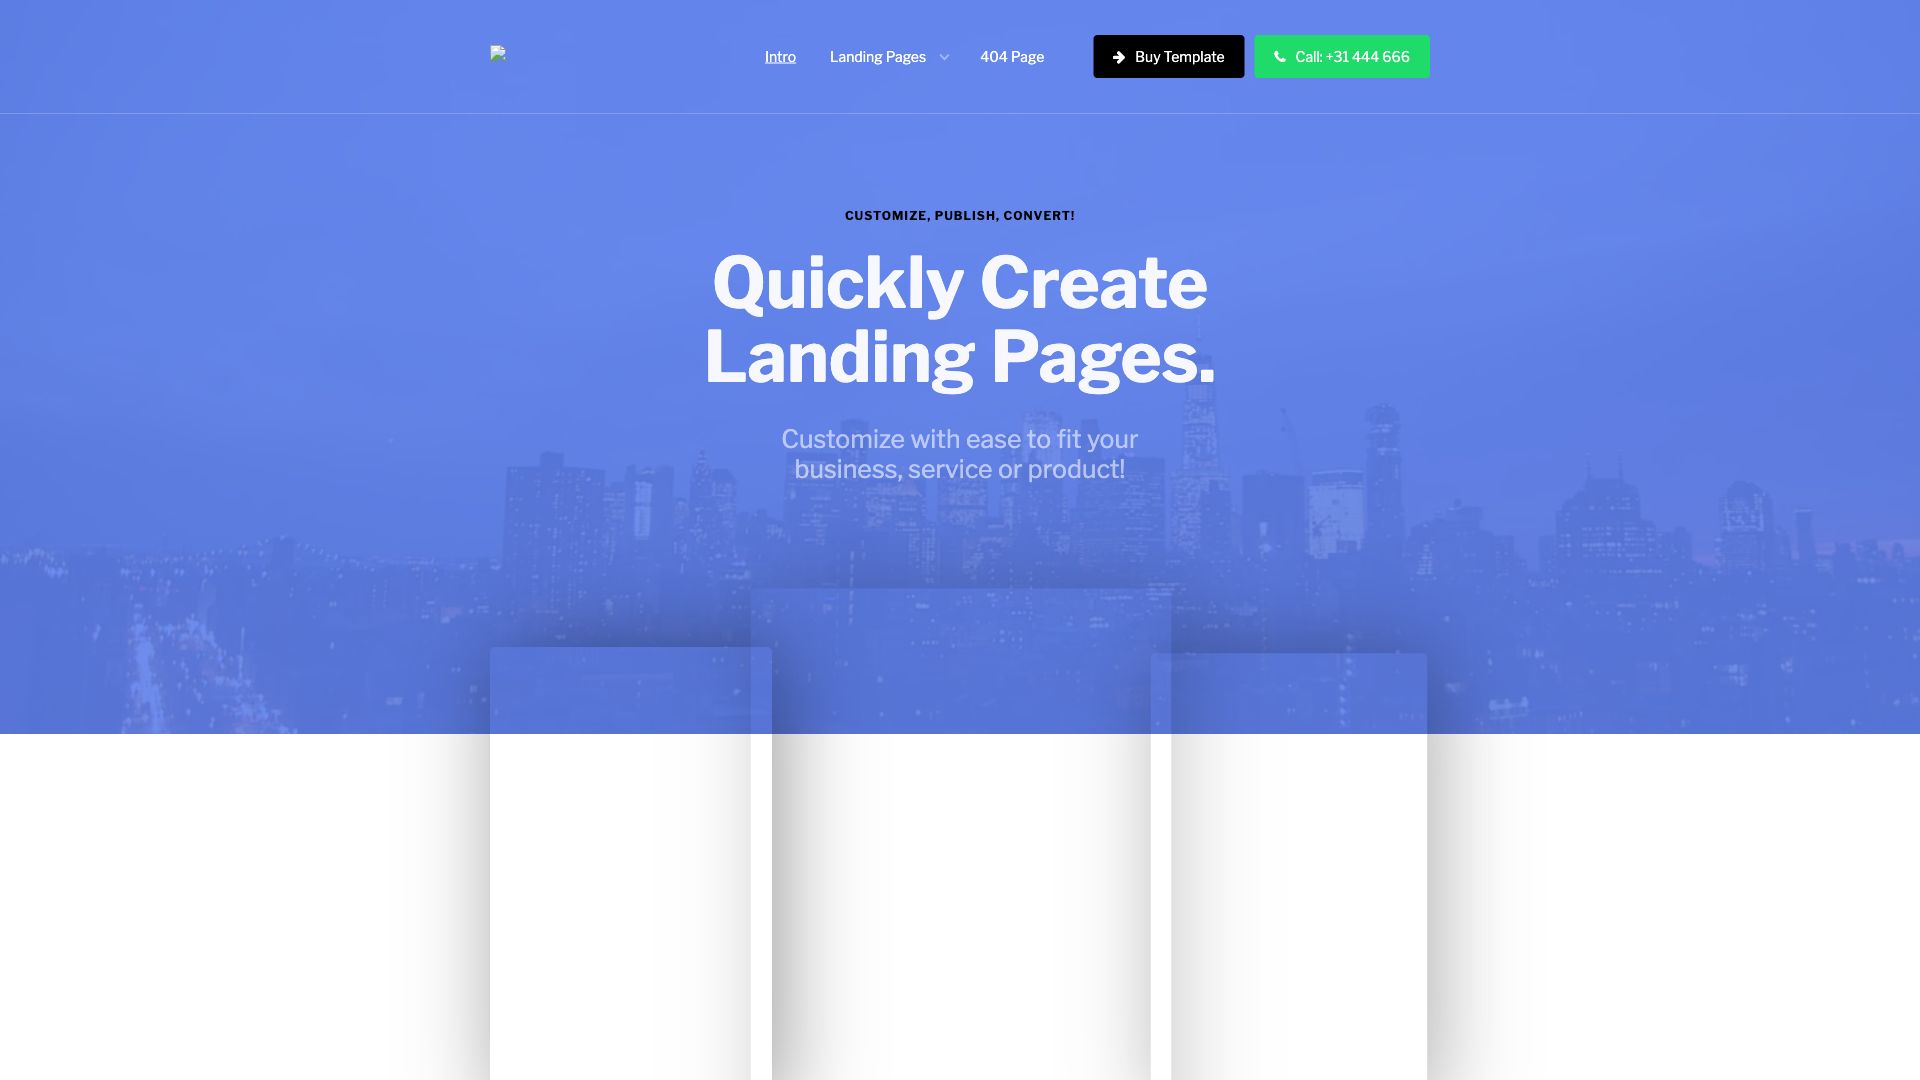 Intro
Landing Pages
404 Page
Buy Template
Call: +31 444 666
CUSTOMIZE, PUBLISH, CONVERT!
Quickly Create
Landing Pages.
Customize with ease to fit your
business, service or product!